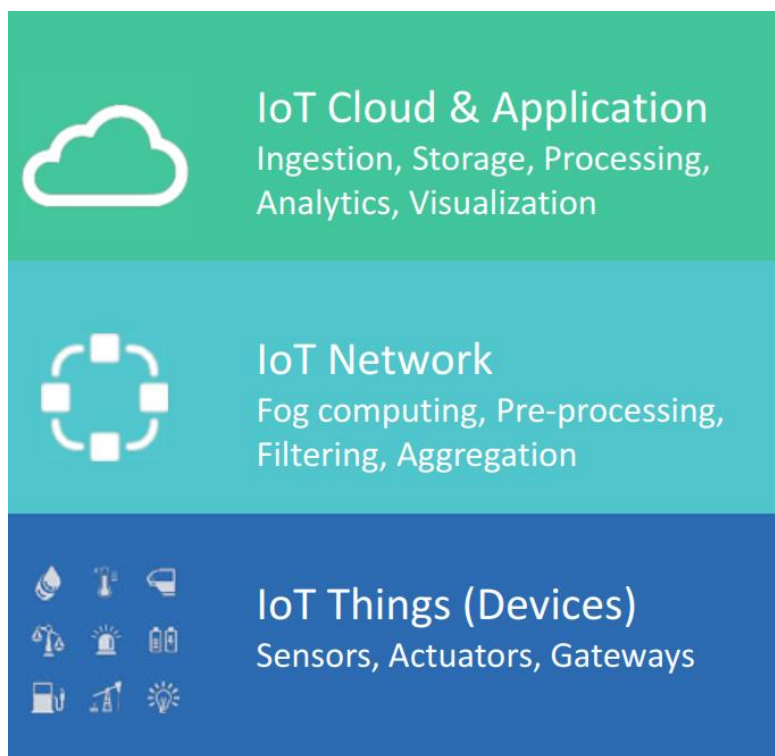 IoT Cloud & Application
Ingestion, Storage, Processing,
Analytics, Visualization
IoT Network
Fog computing, Pre-processing,
Filtering, Aggregation
IoT Things (Devices)
Sensors, Actuators, Gateways